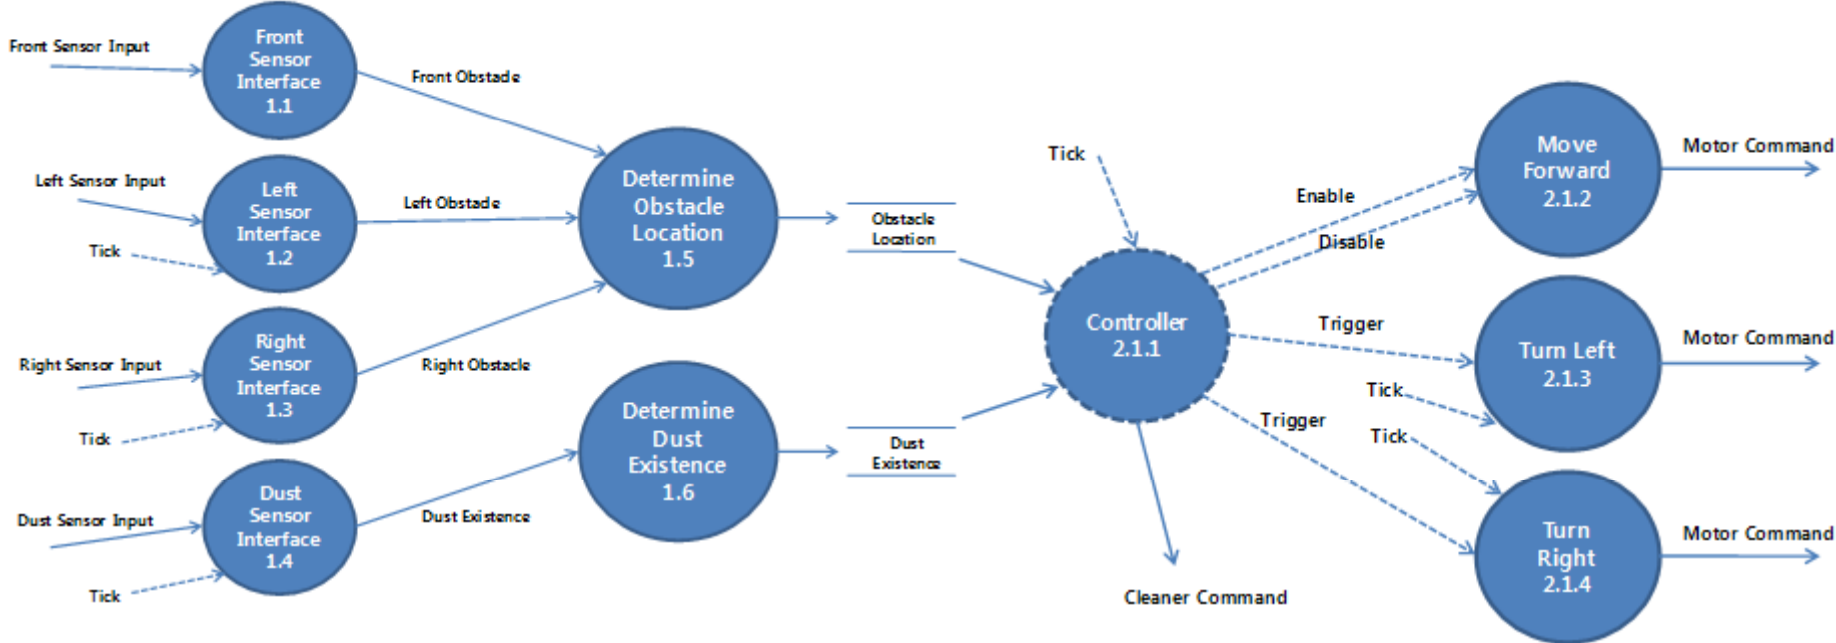 Front Sensor Input
Front
Sensor
Interface
1.1
Front Obstacle
Left Sensor Input
Left
Sensor
Interface
1.2
Tick
Left Obstacle
Right Sensor Input
Right
Sensor
Interface
1.3
Tick
Right Obstacle
Dust Sensor Input
Dust
Sensor
Interface
1.4
Tick
Dust Existence
Determine
Obstacle
Location
1.5
Determine
Dust
Existence
1.6
Obstacle
Location
Dust
Existence
Tick
Controller
2.1.1
Cleaner Command
Enable
Disable
Trigger
Tick
Trigger
Tick
Move
Forward
2.1.2
Motor Command
Turn Left
2.1.3
Motor Command
Turn
Right
2.1.4
Motor Command